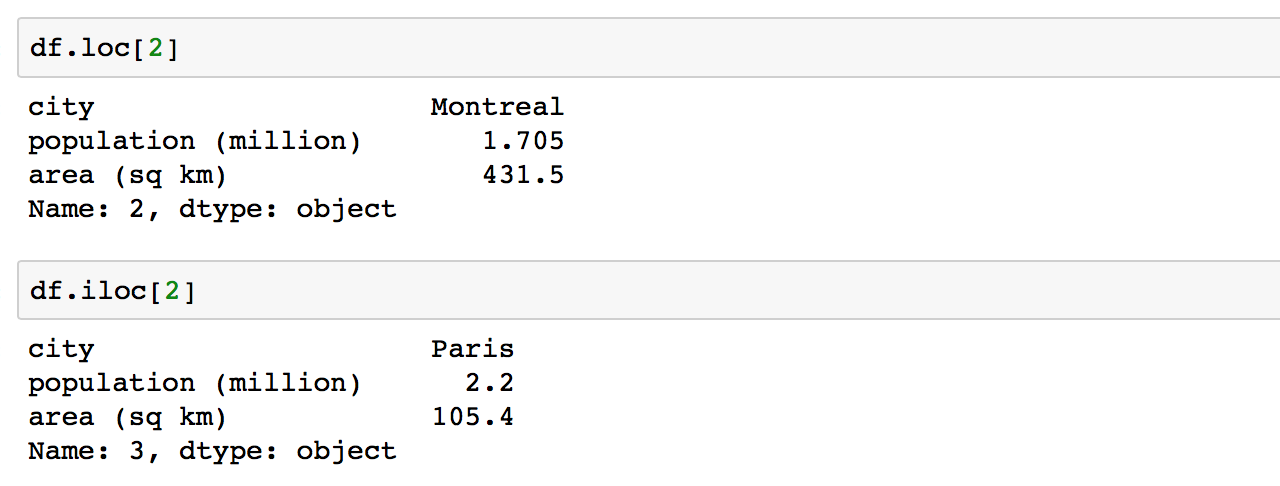 df.loc[2]
city Montreal
population (million) 1.705
area (sq km) 431.5
Name: 2, dtype: object
df.iloc[2]
city Paris
population (million) 2.2
area (sq km) 105.4
Name: 3, dtype: object